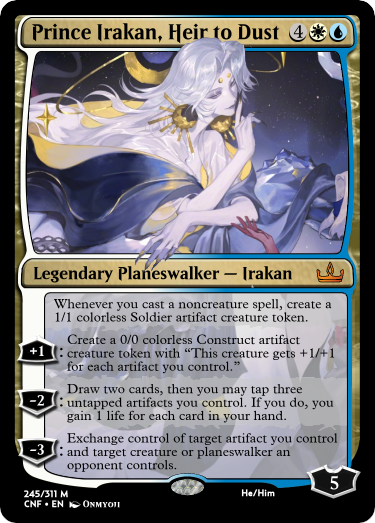 Prince Irakan, Heir to Dust 4
Legendary Planeswalker — Irakan
Whenever you cast a noncreature spell, create a
1/1 colorless Soldier artifact creature token.
+1: Create a 0/0 colorless Construct artifact
creature token with “This creature gets +1/+1
for each artifact you control.”
-2: Draw two cards, then you may tap three
untapped artifacts you control. If you do, you
gain 1 life for each card in your hand.
-3: Exchange control of target artifact you control
and target creature or planeswalker an
opponent controls.
5
245/311 M He/Him
CNF • EN Onmyoji